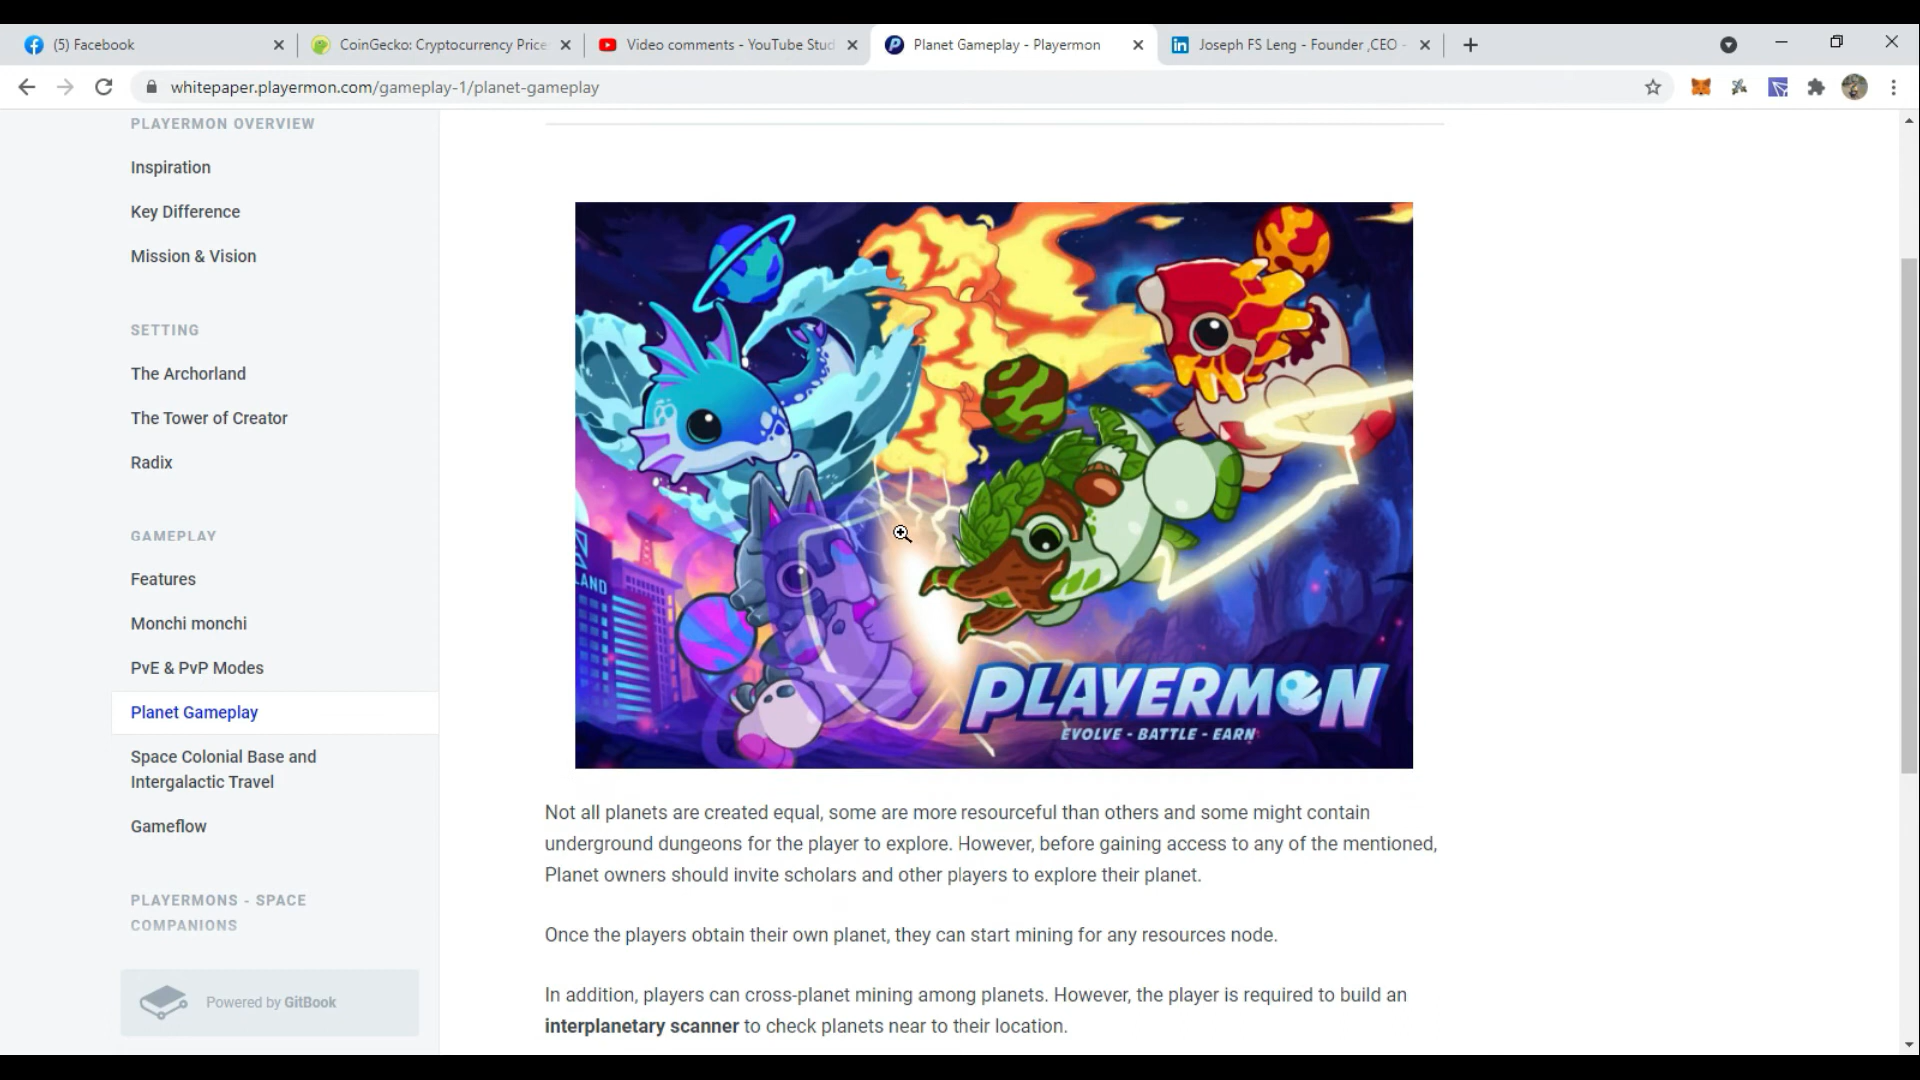 (5) Facebook
CoinGecko: Cryptocurrency Price
Video comments - YouTube Stud
Planet Gameplay - Playermon
Joseph FS Leng - Founder ,CEO -
whitepaper.playermon.com/gameplay-1/planet-gameplay
PLAYERMON OVERVIEW
Inspiration
Key Difference
Mission & Vision
SETTING
The Archorland
The Tower of Creator
Radix
GAMEPLAY
Features
Monchi monchi
PvE & PvP Modes
Planet Gameplay
Space Colonial Base and
Intergalactic Travel
Gameflow
PLAYERMONS - SPACE
COMPANIONS
Powered by GitBook
LAND
PLAYERMON
EVOLVE - BATTLE - EARN
Not all planets are created equal, some are more resourceful than others and some might contain
underground dungeons for the player to explore. However, before gaining access to any of the mentioned,
Planet owners should invite scholars and other players to explore their planet.
Once the players obtain their own planet, they can start mining for any resources node.
In addition, players can cross-planet mining among planets. However, the player is required to build an
interplanetary scanner to check planets near to their location.